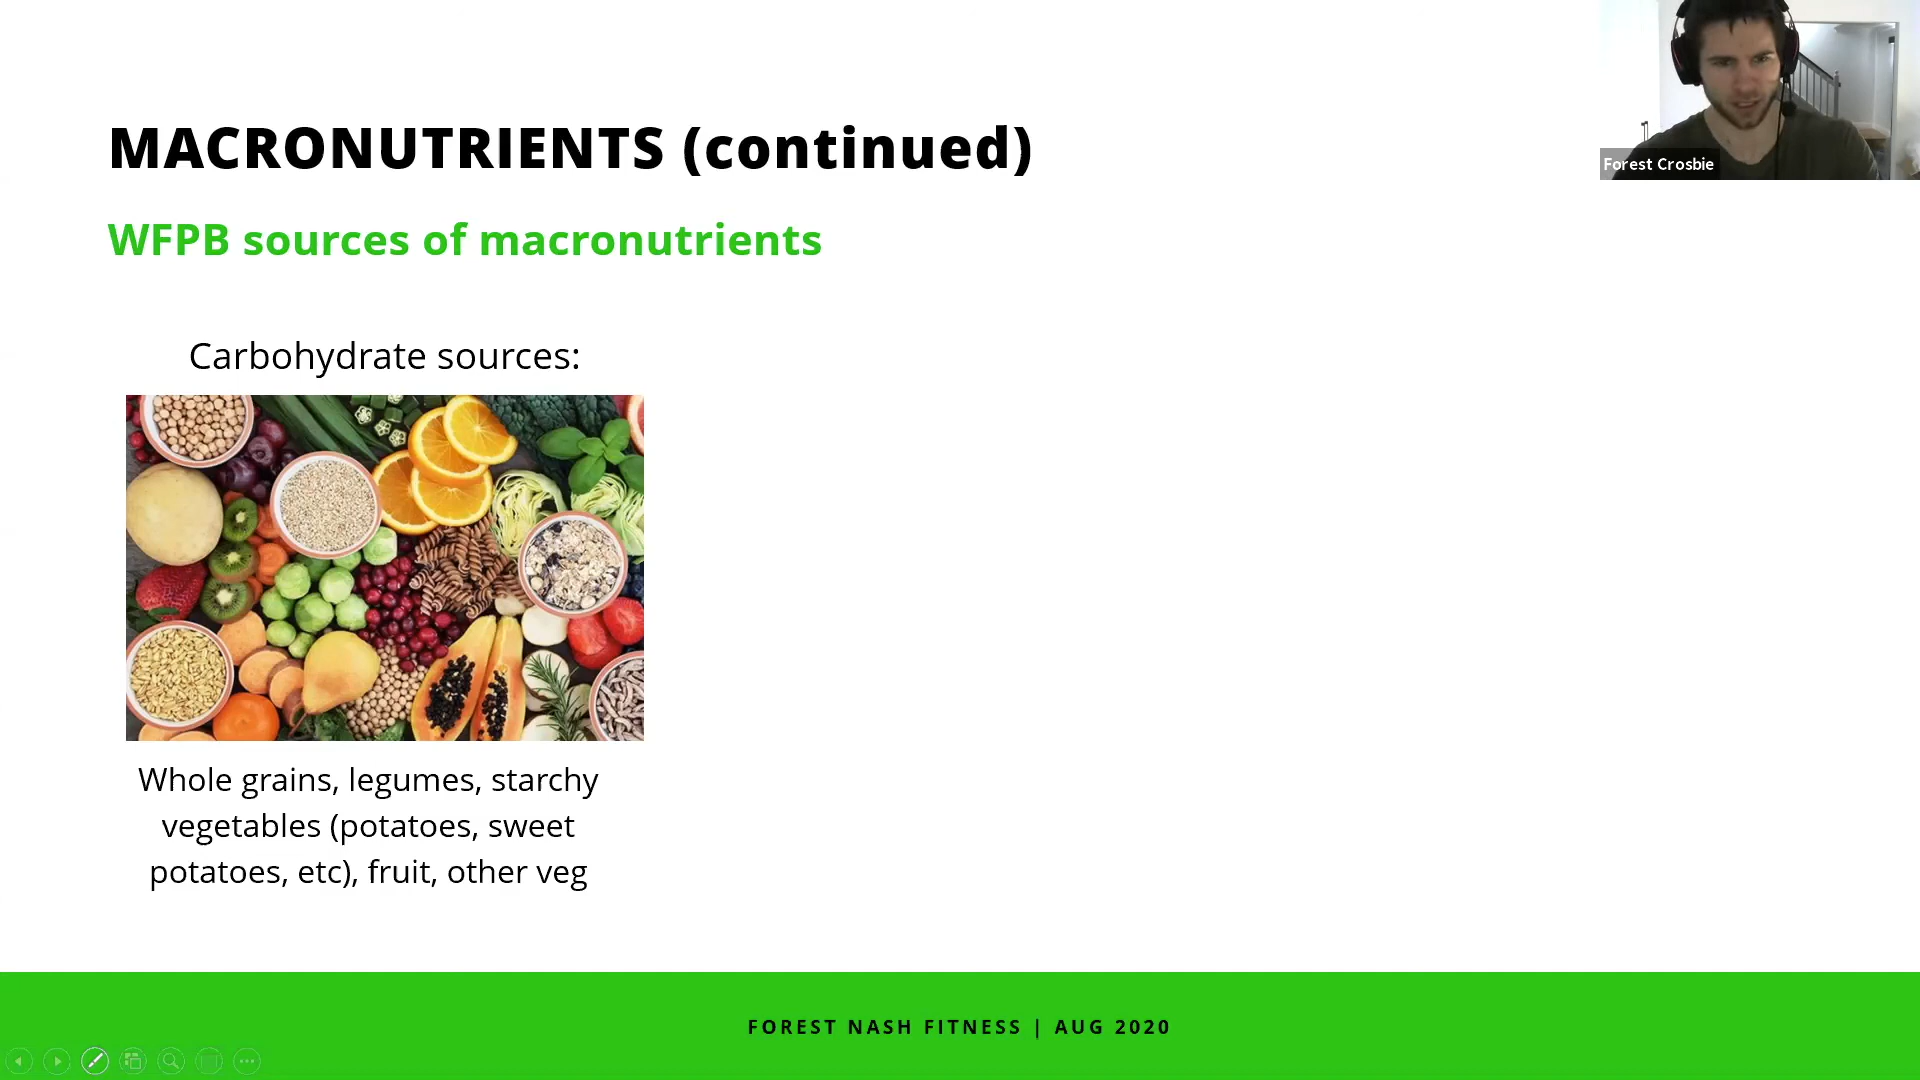 MACRONUTRIENTS (continued)
WFPB sources of macronutrients
Forest Crosbie
Carbohydrate sources:
Whole grains, legumes, starchy
vegetables (potatoes, sweet
potatoes, etc), fruit, other veg
FOREST NASH FITNESS | AUG 2020